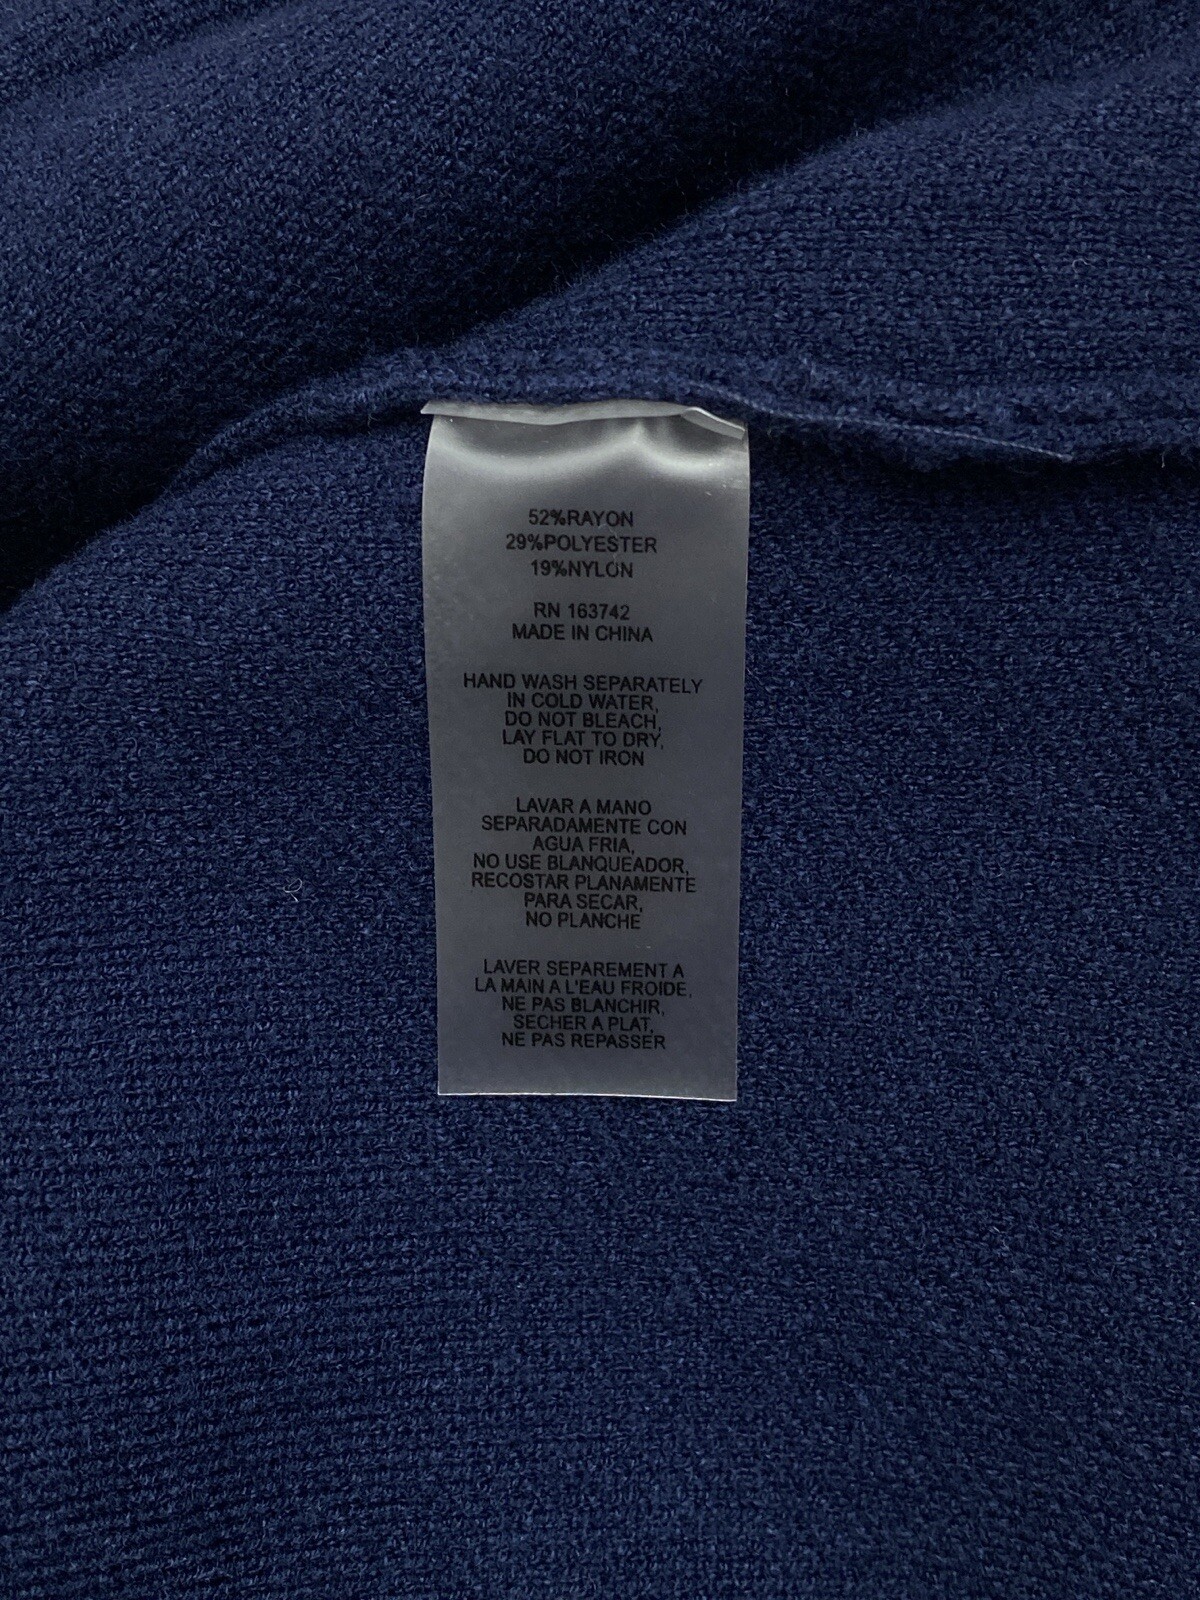 52%RAYON
29%POLYESTER
19%NYLON
RN 163742
MADE IN CHINA
HAND WASH SEPARATELY
IN COLD WATER,
DO NOT BLEACH,
LAY FLAT TO DRY,
DO NOT IRON
LAVAR A MANO
SEPARADAMENTE CON
AGUA FRIA,
NO USE BLANQUEADOR,
RECOSTAR PLANAMENTE
PARA SECAR,
NO PLANCHE
LAVER SEPAREMENT A
LA MAIN A L'EAU FROIDE,
NE PAS BLANCHIR,
SECHER A PLAT,
NE PAS REPASSER